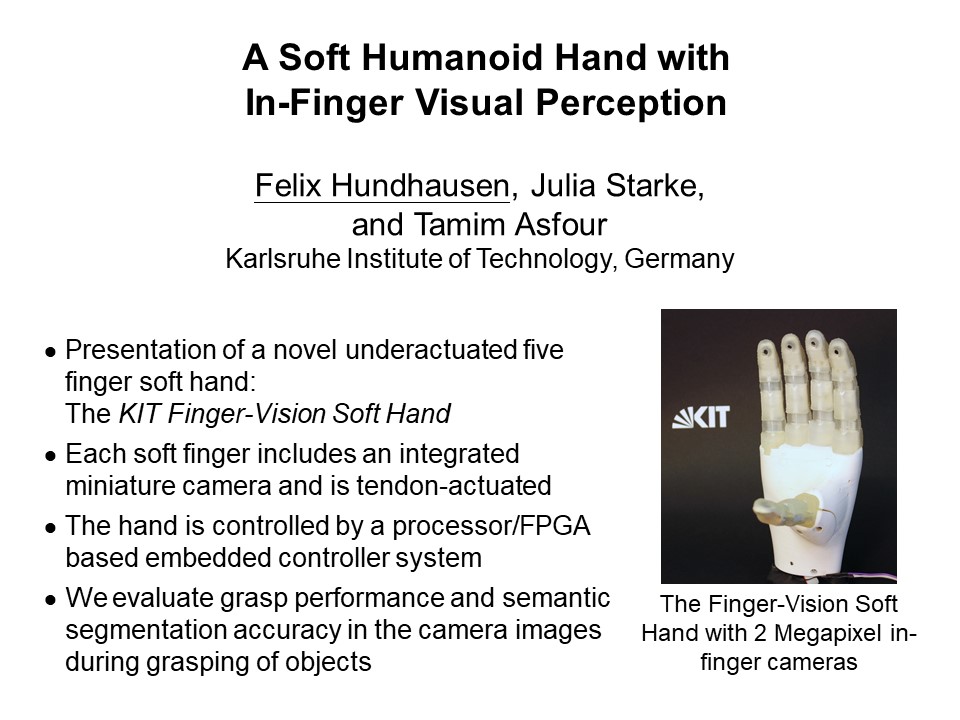 A Soft Humanoid Hand with
In-Finger Visual Perception
Felix Hundhausen, Julia Starke,
and Tamim Asfour
Karlsruhe Institute of Technology, Germany
● Presentation of a novel underactuated five
finger soft hand:
The KIT Finger-Vision Soft Hand
● Each soft finger includes an integrated
miniature camera and is tendon-actuated
● The hand is controlled by a processor/FPGA
based embedded controller system
● We evaluate grasp performance and semantic
segmentation accuracy in the camera images
during grasping of objects
KIT
The Finger-Vision Soft
Hand with 2 Megapixel in-
finger cameras